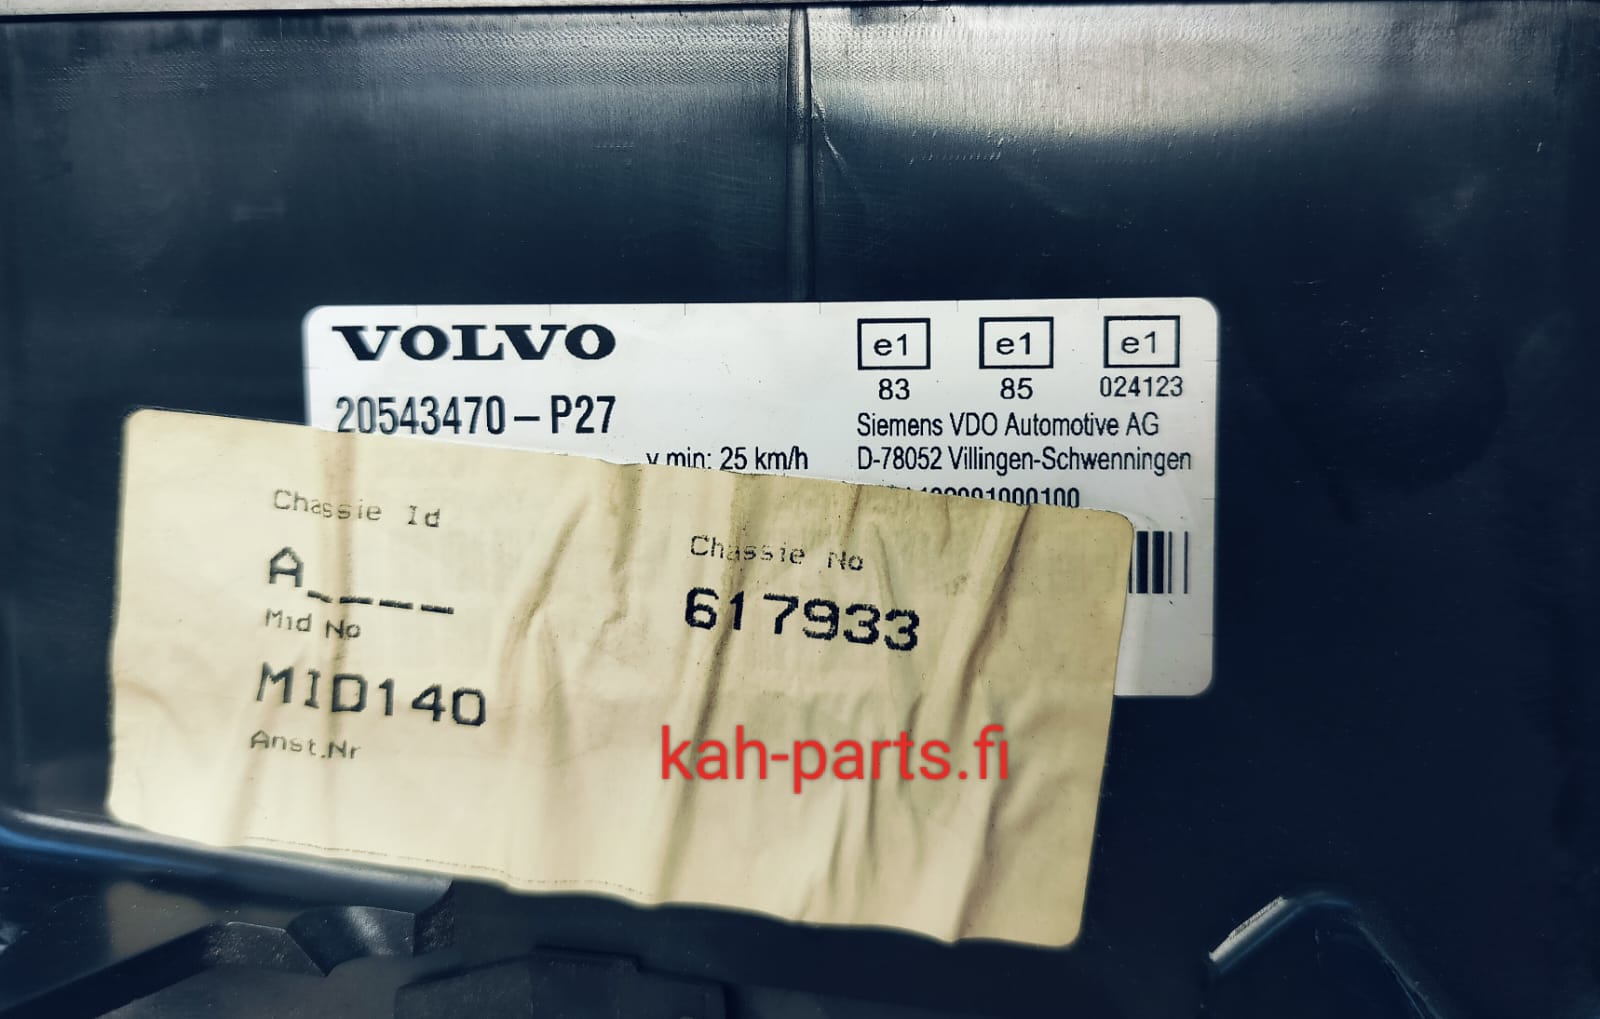 VOLVO
e1 e1 e1
83 85 024123
20543470-P27
Siemens VDO Automotive AG
v min: 25 km/h
D-78052 Villingen-Schwenningen
Chassie Id
Chassie No
A____
617933
Mid No
MID140
Anst.Nr
kah-parts.fi